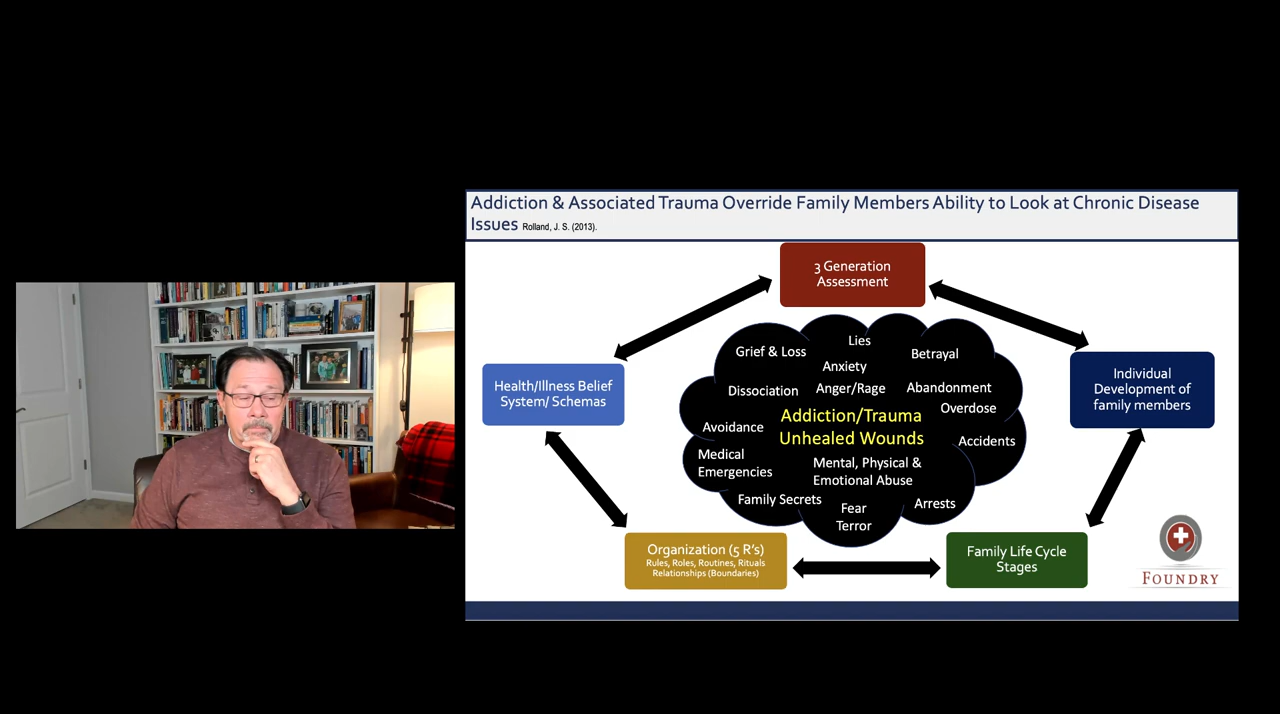 Addiction & Associated Trauma Override Family Members Ability to Look at Chronic Disease
Issues Rolland, J. S. (2013).
3 Generation
Assessment
Health/Illness Belief
System/ Schemas
Individual
Development of
family members
Grief & Loss
Lies
Betrayal
Anxiety
Dissociation
Anger/Rage
Abandonment
Overdose
Addiction/Trauma
Unhealed Wounds
Avoidance
Accidents
Medical
Emergencies
Mental, Physical &
Emotional Abuse
Family Secrets
Fear
Terror
Arrests
Organization (5 R's)
Rules, Roles, Routines, Rituals
Relationships (Boundaries)
Family Life Cycle
Stages
FOUNDRY